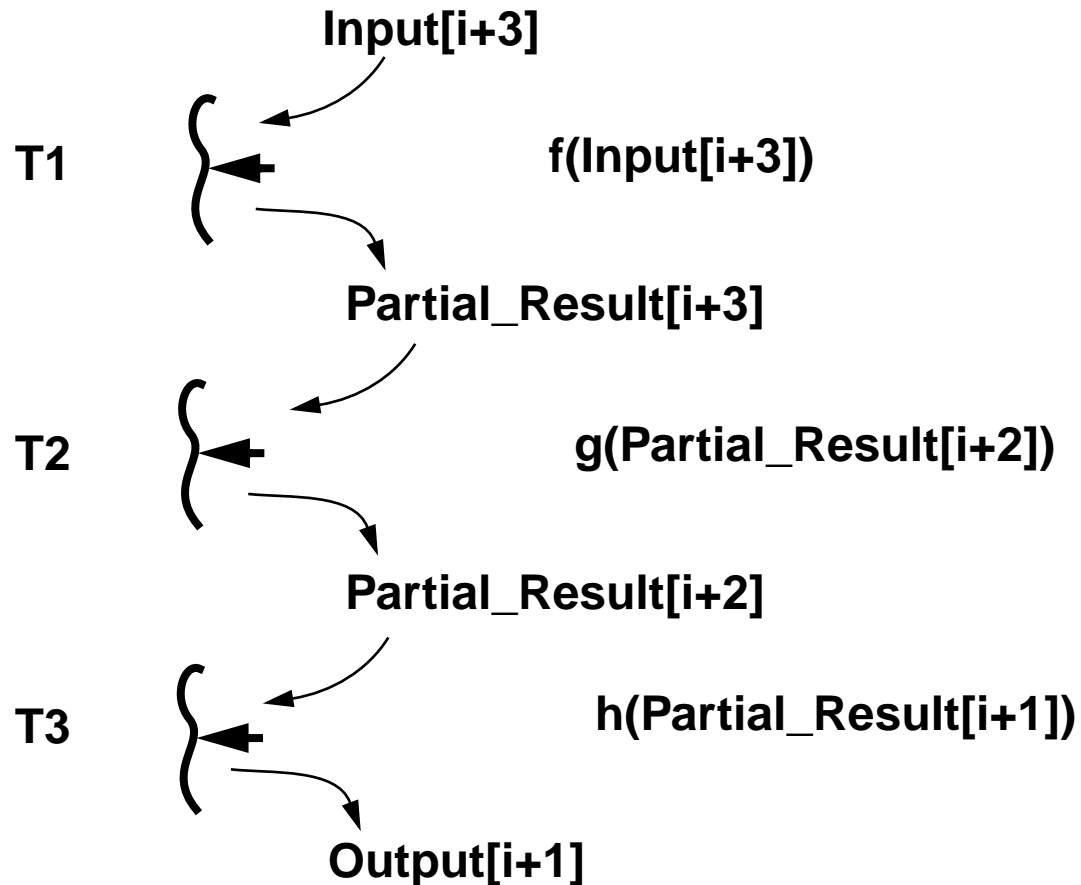 Input[i+3]
T1 f(Input[i+3])
Partial_Result[i+3]
T2 g(Partial_Result[i+2])
Partial_Result[i+2]
T3 h(Partial_Result[i+1])
Output[i+1]